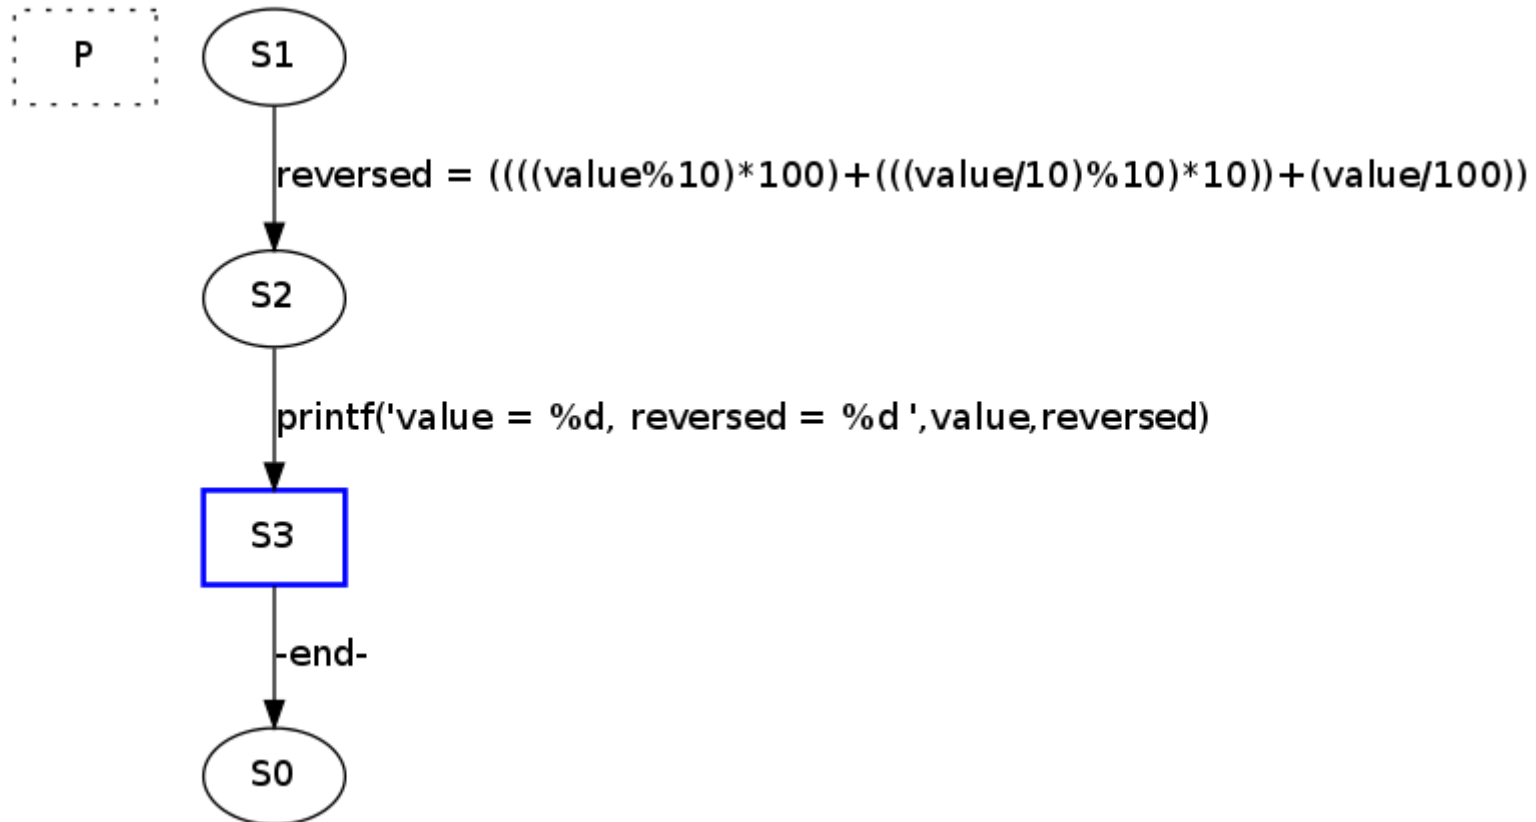 P
S1
reversed = ((((value%10)*100)+(((value/10)%10)*10))+(value/100))
S2
printf('value = %d, reversed = %d ',value,reversed)
S3
-end-
S0